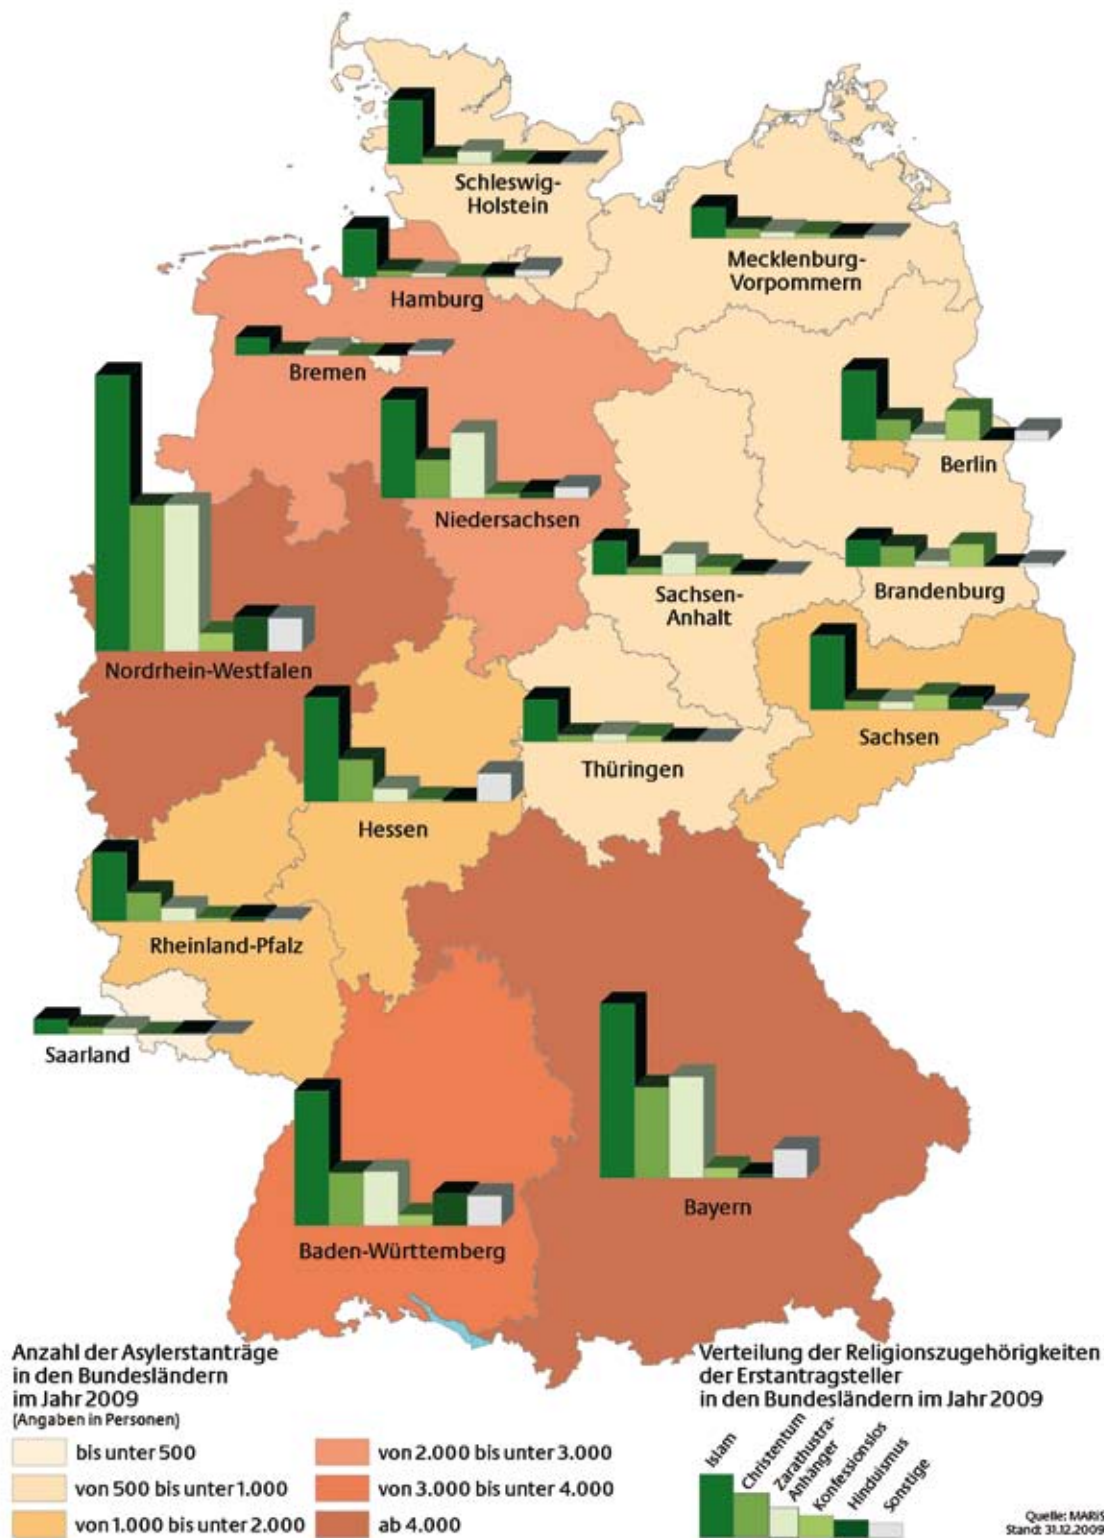 Schleswig-
Holstein
Mecklenburg-
Vorpommern
Hamburg
Bremen
Berlin
Niedersachsen
Sachsen-
Anhalt
Brandenburg
Nordrhein-Westfalen
Sachsen
Thüringen
Hessen
Rheinland-Pfalz
Saarland
Bayern
Baden-Württemberg
Anzahl der Asylerstanträge
in den Bundesländern
im Jahr 2009
(Angaben in Personen)
bis unter 500
von 500 bis unter 1.000
von 1.000 bis unter 2.000
von 2.000 bis unter 3.000
von 3.000 bis unter 4.000
ab 4.000
Verteilung der Religionszugehörigkeiten
der Erstantragsteller
in den Bundesländern im Jahr 2009
Islam
Christentum
Zarathustra-
Anhänger
Konfessionslos
Hinduismus
Sonstige
Quelle: MARiS
Stand: 31.12.2009